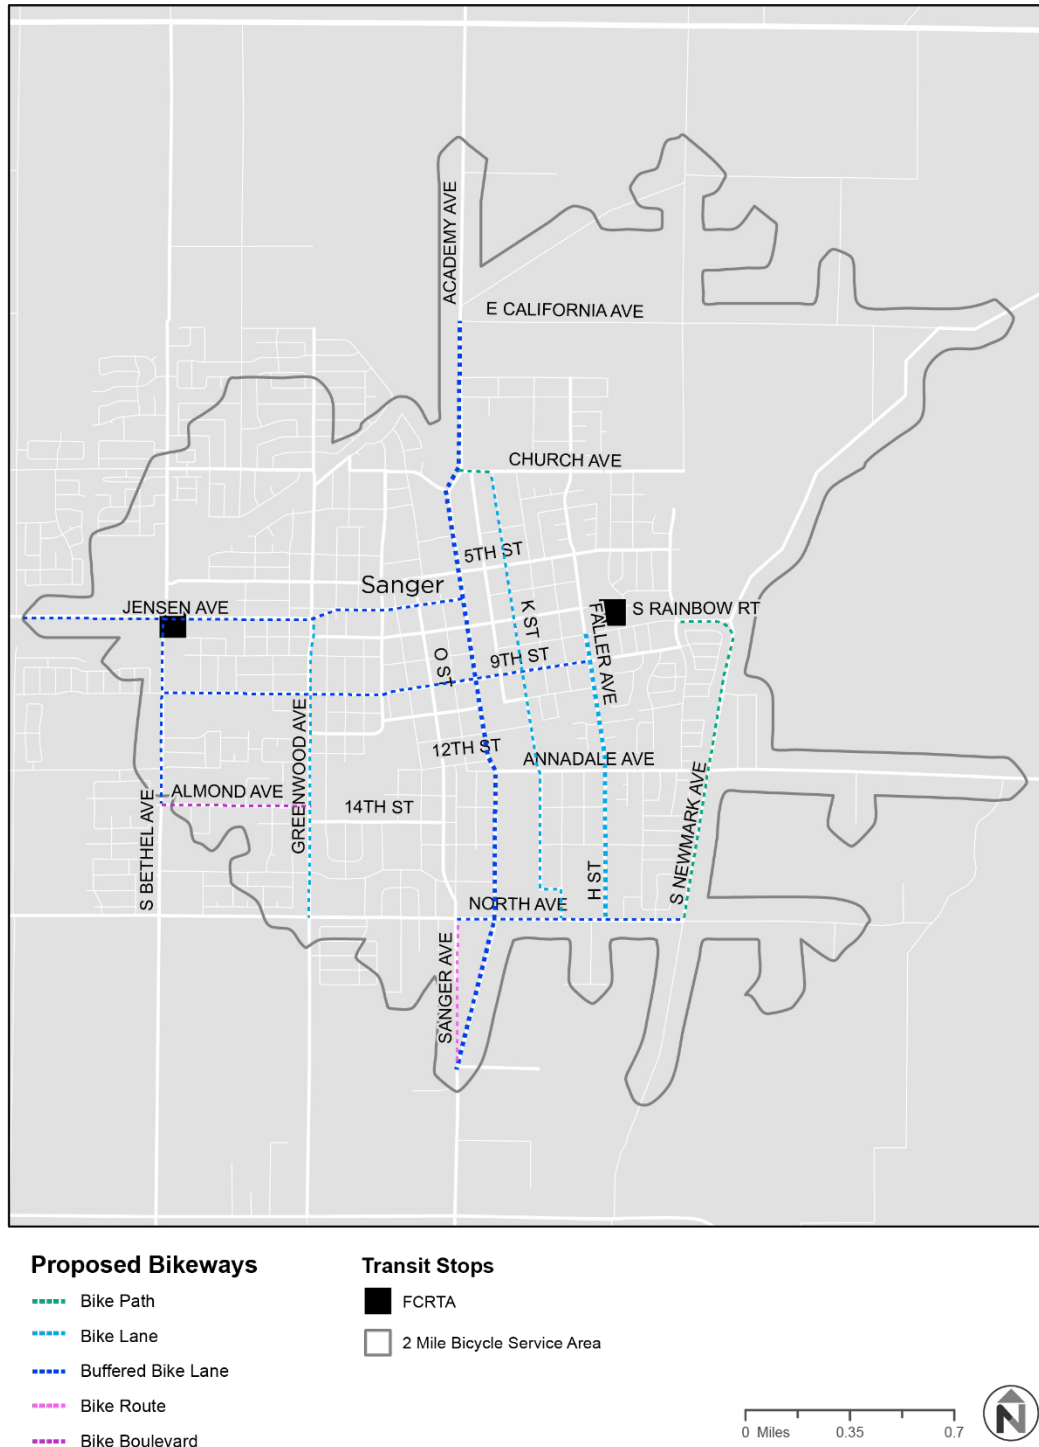 ACADEMY AVE
E CALIFORNIA AVE
CHURCH AVE
5TH ST
Sanger
JENSEN AVE
K ST
FALLER AVE
S RAINBOW RT
O ST
9TH ST
12TH ST
ANNADALE AVE
GREENWOOD AVE
ALMOND AVE
14TH ST
S BETHEL AVE
S NEWMARK AVE
H ST
NORTH AVE
SANGER AVE
Proposed Bikeways
Bike Path
Bike Lane
Buffered Bike Lane
Bike Route
Bike Boulevard
Transit Stops
FCRTA
2 Mile Bicycle Service Area
0 Miles 0.35 0.7
N